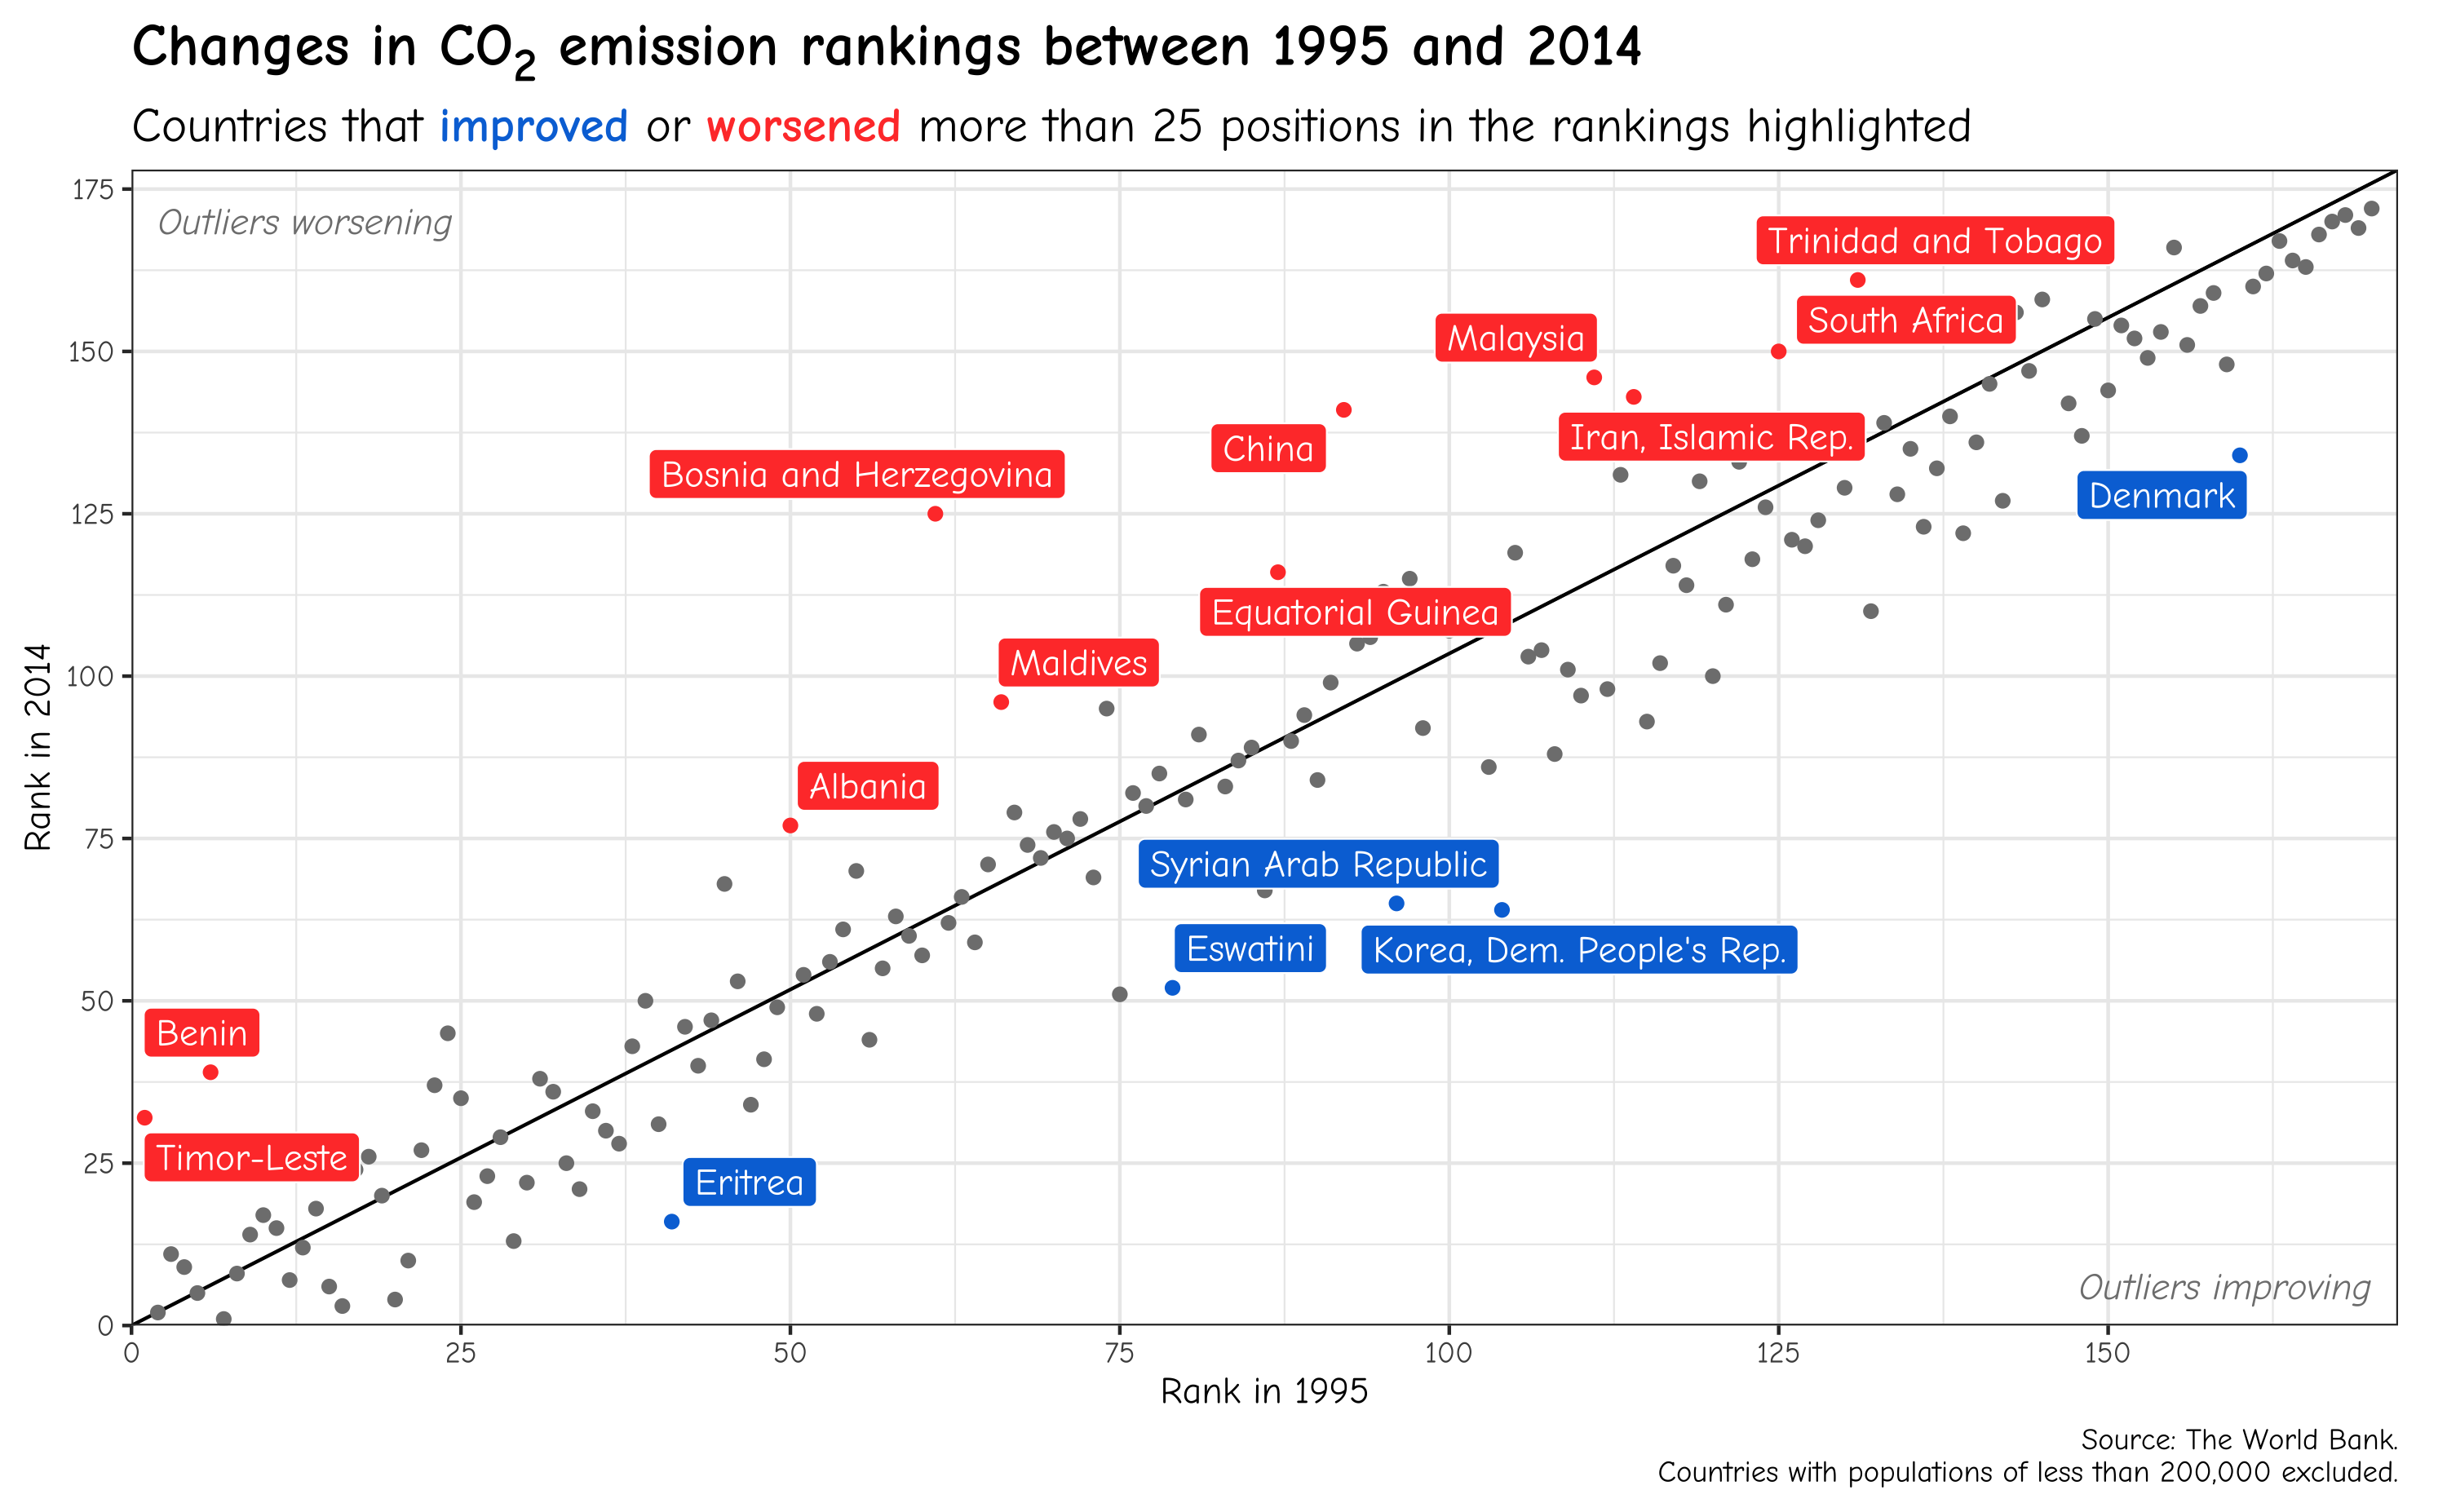 Changes in CO₂ emission rankings between 1995 and 2014
Countries that improved or worsened more than 25 positions in the rankings highlighted
175
Outliers worsening
Trinidad and Tobago
South Africa
Malaysia
150
Iran, Islamic Rep.
China
Bosnia and Herzegovina
Denmark
125
Equatorial Guinea
Maldives
100
Rank in 2014
Albania
75
Syrian Arab Republic
Eswatini
Korea, Dem. People's Rep.
50
Benin
Timor-Leste
25
Eritrea
Outliers improving
0
0 25 50 75 100 125 150
Rank in 1995
Source: The World Bank.
Countries with populations of less than 200,000 excluded.